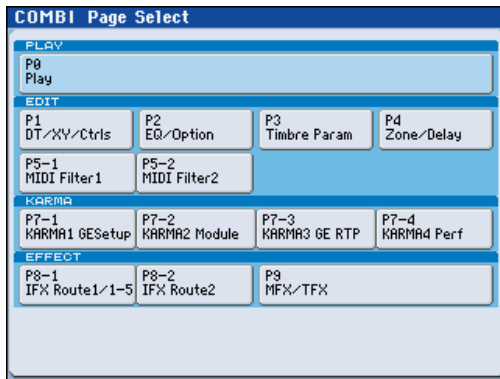 COMBI Page Select
PLAY
P0
Play
EDIT
P1
DT/XY/Ctrls
P2
EQ/Option
P3
Timbre Param
P4
Zone/Delay
P5-1
MIDI Filter1
P5-2
MIDI Filter2
KARMA
P7-1
KARMA1 GESetup
P7-2
KARMA2 Module
P7-3
KARMA3 GE RTP
P7-4
KARMA4 Perf
EFFECT
P8-1
IFX Route1/1-5
P8-2
IFX Route2
P9
MFX/TFX